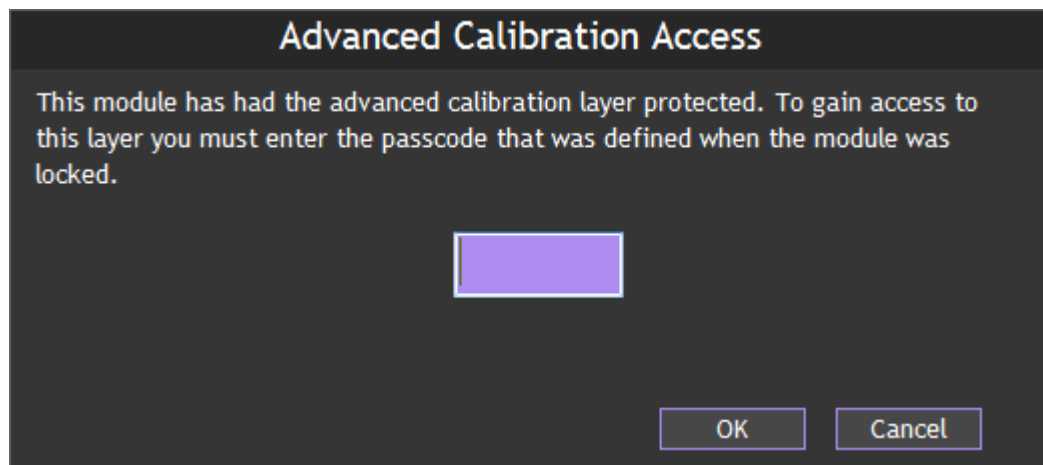 Advanced Calibration Access
This module has had the advanced calibration layer protected. To gain access to
this layer you must enter the passcode that was defined when the module was
locked.
OK Cancel